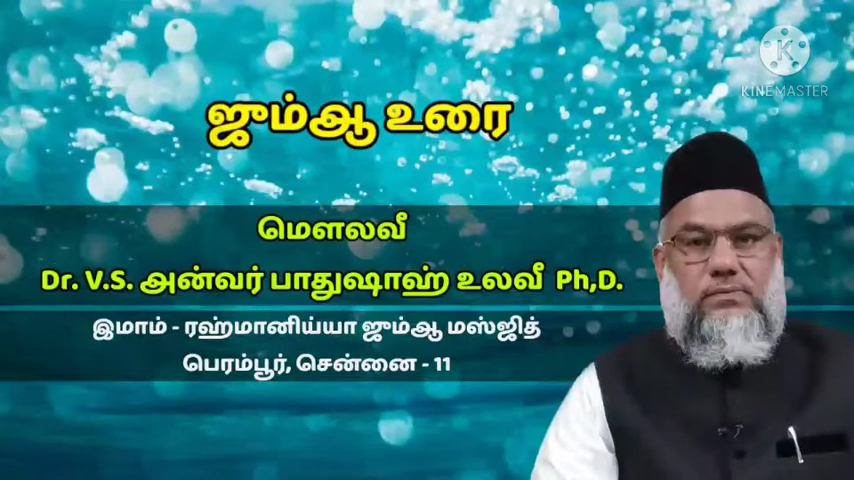 K
KINEMASTER
ஜும்ஆ உரை
மௌலவீ
Dr. V.S. அன்வர் பாதுஷாஹ் உலவீ Ph,D.
இமாம் - ரஹ்மானிய்யா ஜும்ஆ மஸ்ஜித்
பெரம்பூர், சென்னை - 11